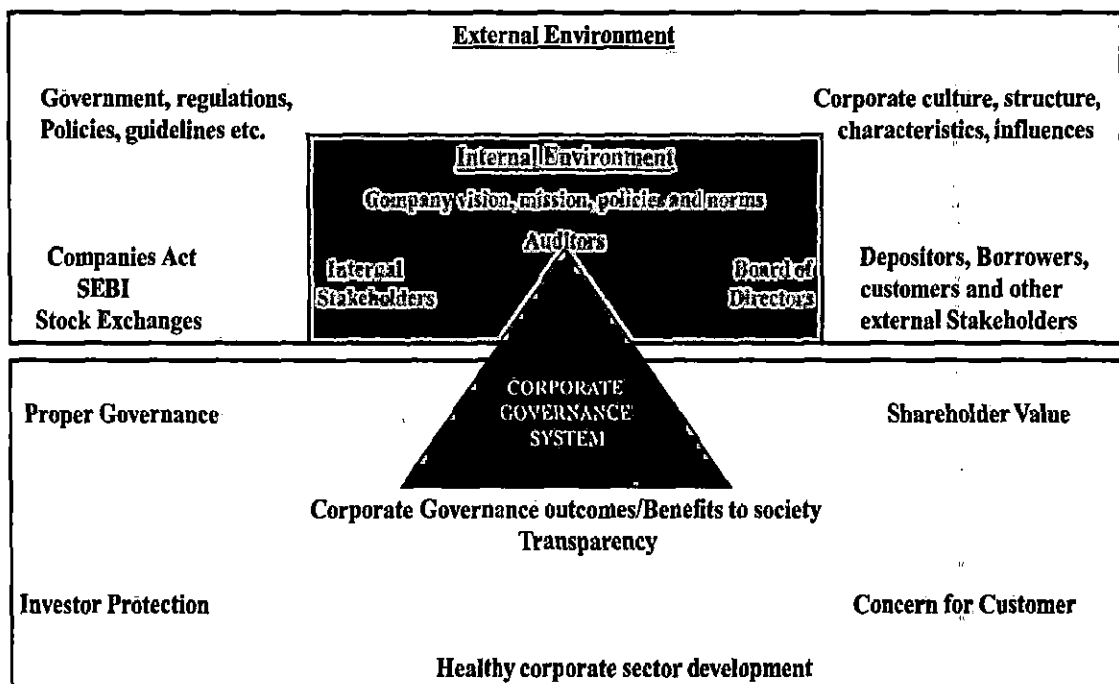 External Environment
Government, regulations,
Policies, guidelines etc.
Corporate culture, structure,
characteristics, influences
Internal Environment
Company vision, mission, policies and norms
Auditors
Companies Act
SEBI
Stock Exchanges
Internal
Stakeholders
Board of
Directors
Depositors, Borrowers,
customers and other
external Stakeholders
CORPORATE
GOVERNANCE
SYSTEM
Proper Governance
Shareholder Value
Corporate Governance outcomes/Benefits to society
Transparency
Investor Protection
Concern for Customer
Healthy corporate sector development